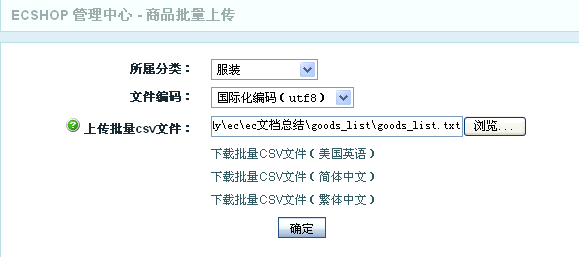 ECSHOP 管理中心 - 商品批量上传
所属分类： 服装
文件编码： 国际化编码（utf8）
上传批量csv文件： ly\ec\ec文档总结\goods_list\goods_list.txt 浏览...
下载批量CSV文件（美国英语）
下载批量CSV文件（简体中文）
下载批量CSV文件（繁体中文）
确定